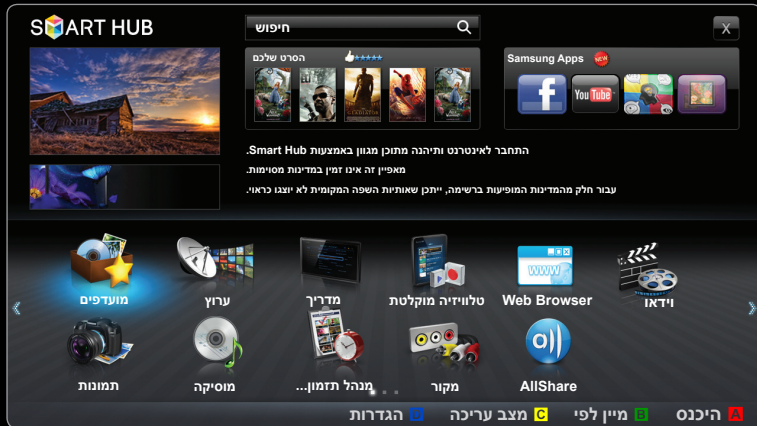 SMART HUB
חיפוש
X
הסרט שלכם
Samsung Apps NEW
You Tube
GLADIATOR
התחבר לאינטרנט ותיהנה מתוכן מגוון באמצעות Smart Hub.
מאפיין זה אינו זמין במדינות מסוימות.
עבור חלק מהמדינות המופיעות ברשימה, ייתכן שאותיות השפה המקומית לא יוצגו כראוי.
www
מועדפים
ערוץ
מדריך
טלוויזיה מוקלטת
Web Browser
וידאו
תמונות
מוסיקה
מנהל תזמון...
מקור
AllShare
A היכנס B מיין לפי C מצב עריכה D הגדרות